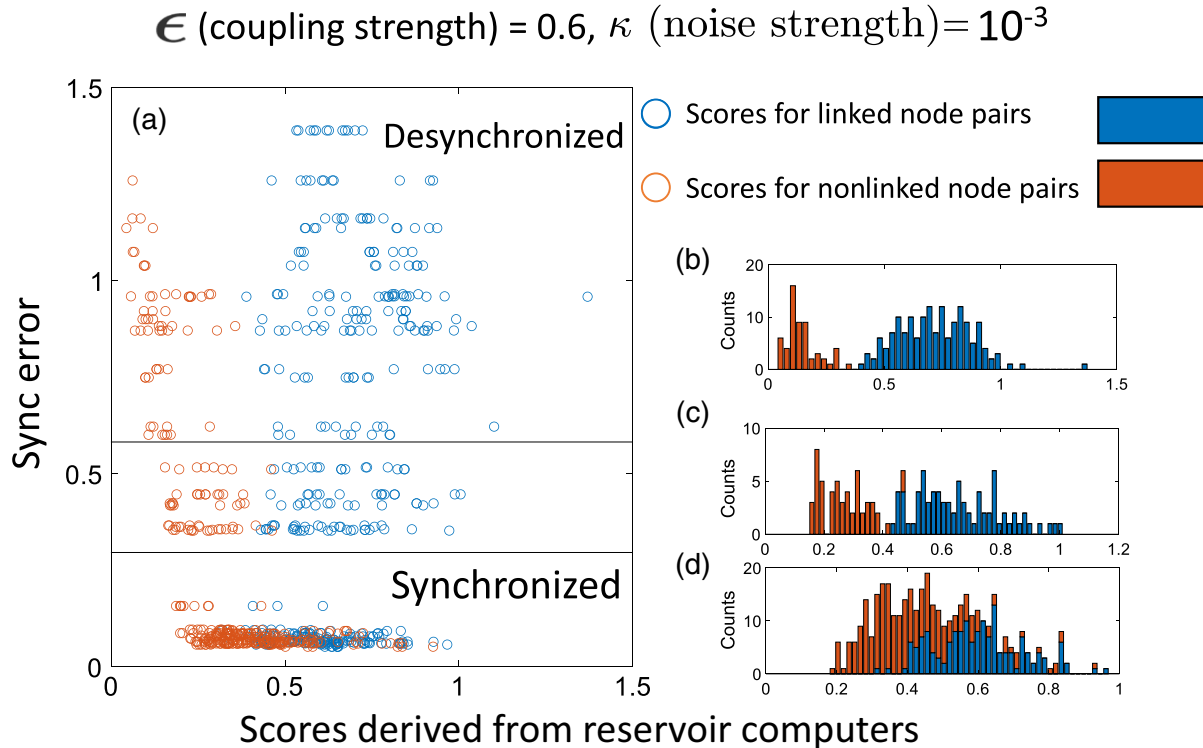 ϵ (coupling strength) = 0.6, κ (noise strength)= 10⁻³
1.5
(a)
Desynchronized
1
Sync error
0.5
Synchronized
0
0
0.5
1
1.5
Scores derived from reservoir computers
Scores for linked node pairs
Scores for nonlinked node pairs
(b)
20
10
0
Counts
0
0.5
1
1.5
(c)
10
5
0
Counts
0
0.2
0.4
0.6
0.8
1
1.2
(d)
20
10
0
Counts
0
0.2
0.4
0.6
0.8
1